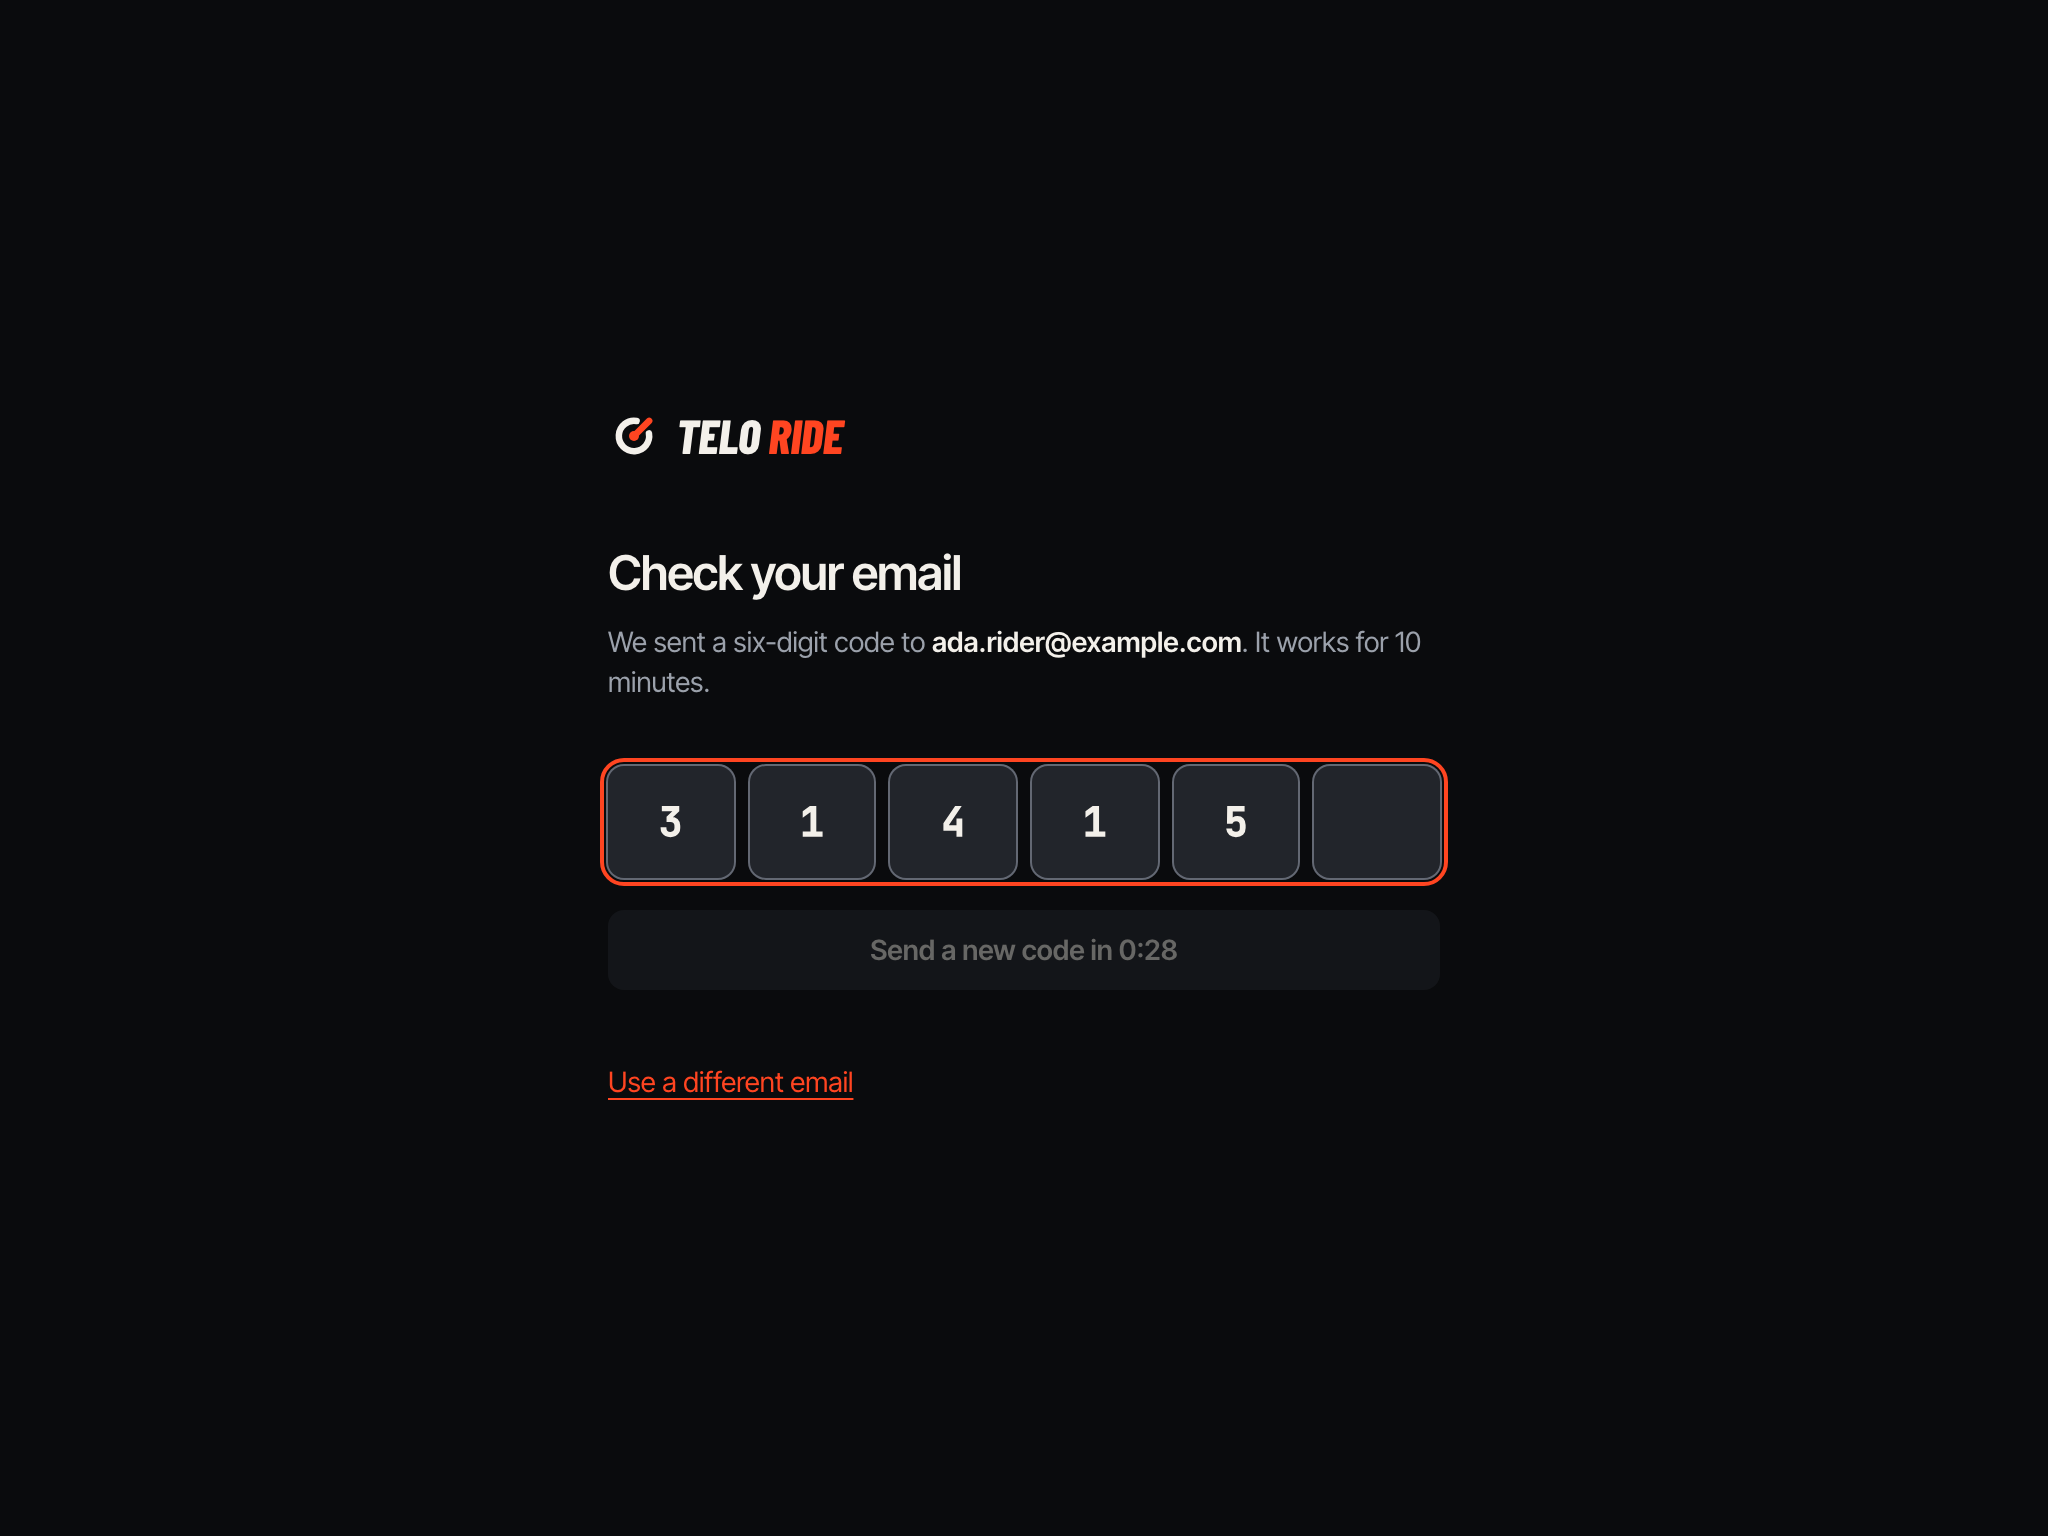 TELO RIDE
Check your email
We sent a six-digit code to ada.rider@example.com. It works for 10
minutes.
3 1 4 1 5
Send a new code in 0:28
Use a different email